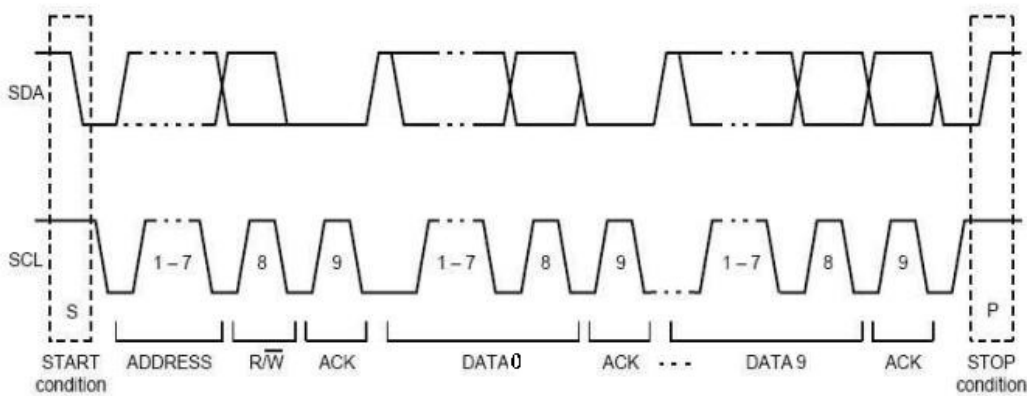 SDA
SCL
1 – 7 8 9 1 – 7 8 9 1 – 7 8 9
S P
START condition ADDRESS R/W̅ ACK DATA 0 ACK DATA 9 ACK STOP condition